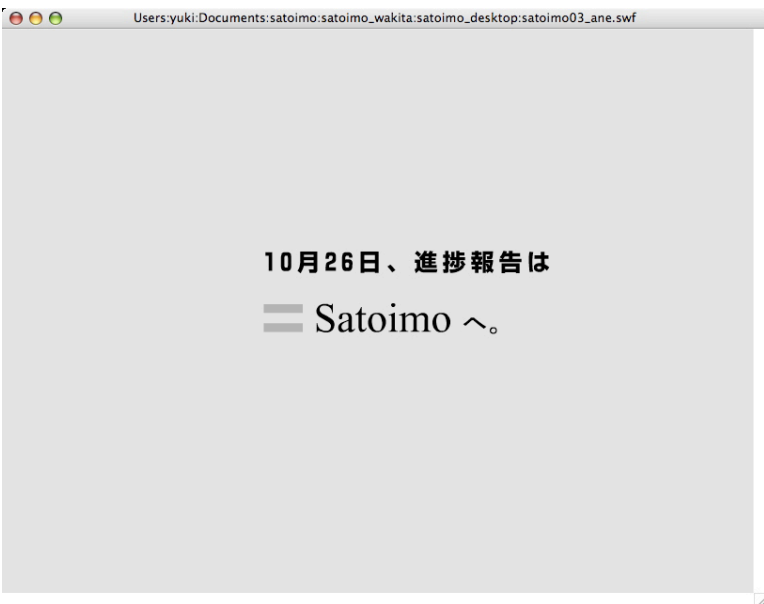 Users:yuki:Documents:satoimo:satoimo_wakita:satoimo_desktop:satoimo03_ane.swf
10月26日、進捗報告は
Satoimo へ。